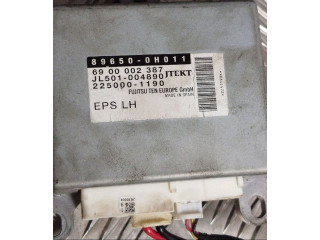 89650-0H011
69 00 002 387
JL501-004890 JTEKT
225000-1190
FUJITSU TEN EUROPE GmbH
MADE IN SPAIN
EPS LH